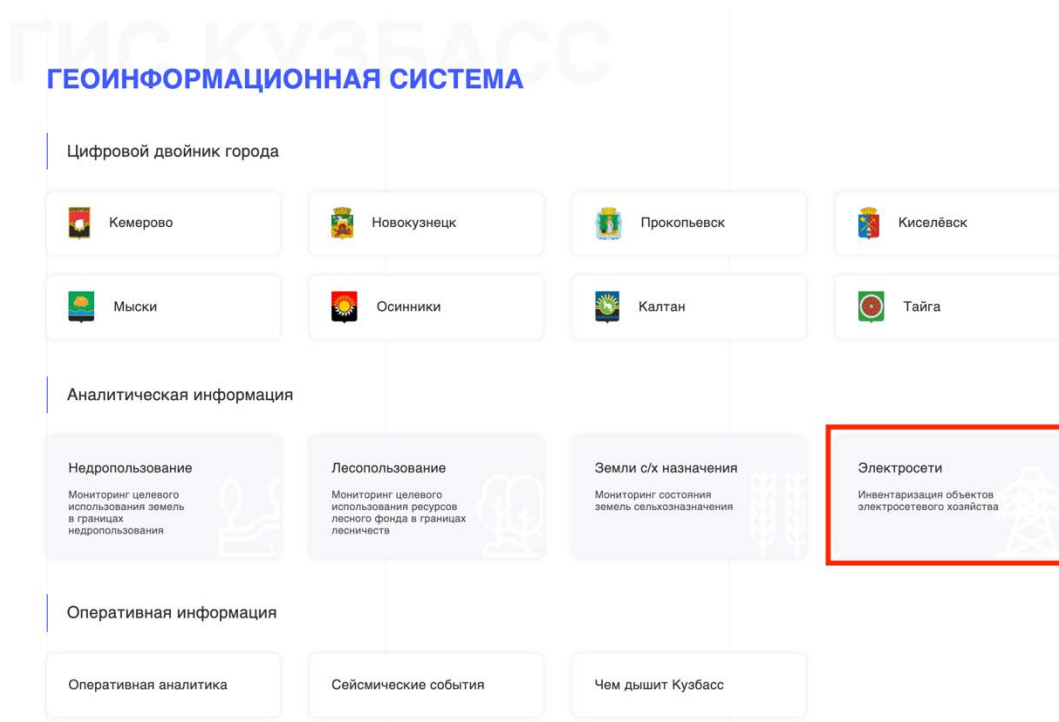 ГИС КУЗБАСС
ГЕОИНФОРМАЦИОННАЯ СИСТЕМА
Цифровой двойник города
Кемерово
Новокузнецк
Прокопьевск
Киселёвск
Мыски
Осинники
Калтан
Тайга
Аналитическая информация
Недропользование
Мониторинг целевого
использования земель
в границах
недропользования
Лесопользование
Мониторинг целевого
использования ресурсов
лесного фонда в границах
лесничеств
Земли с/х назначения
Мониторинг состояния
земель сельхозназначения
Электросети
Инвентаризация объектов
электросетевого хозяйства
Оперативная информация
Оперативная аналитика
Сейсмические события
Чем дышит Кузбасс